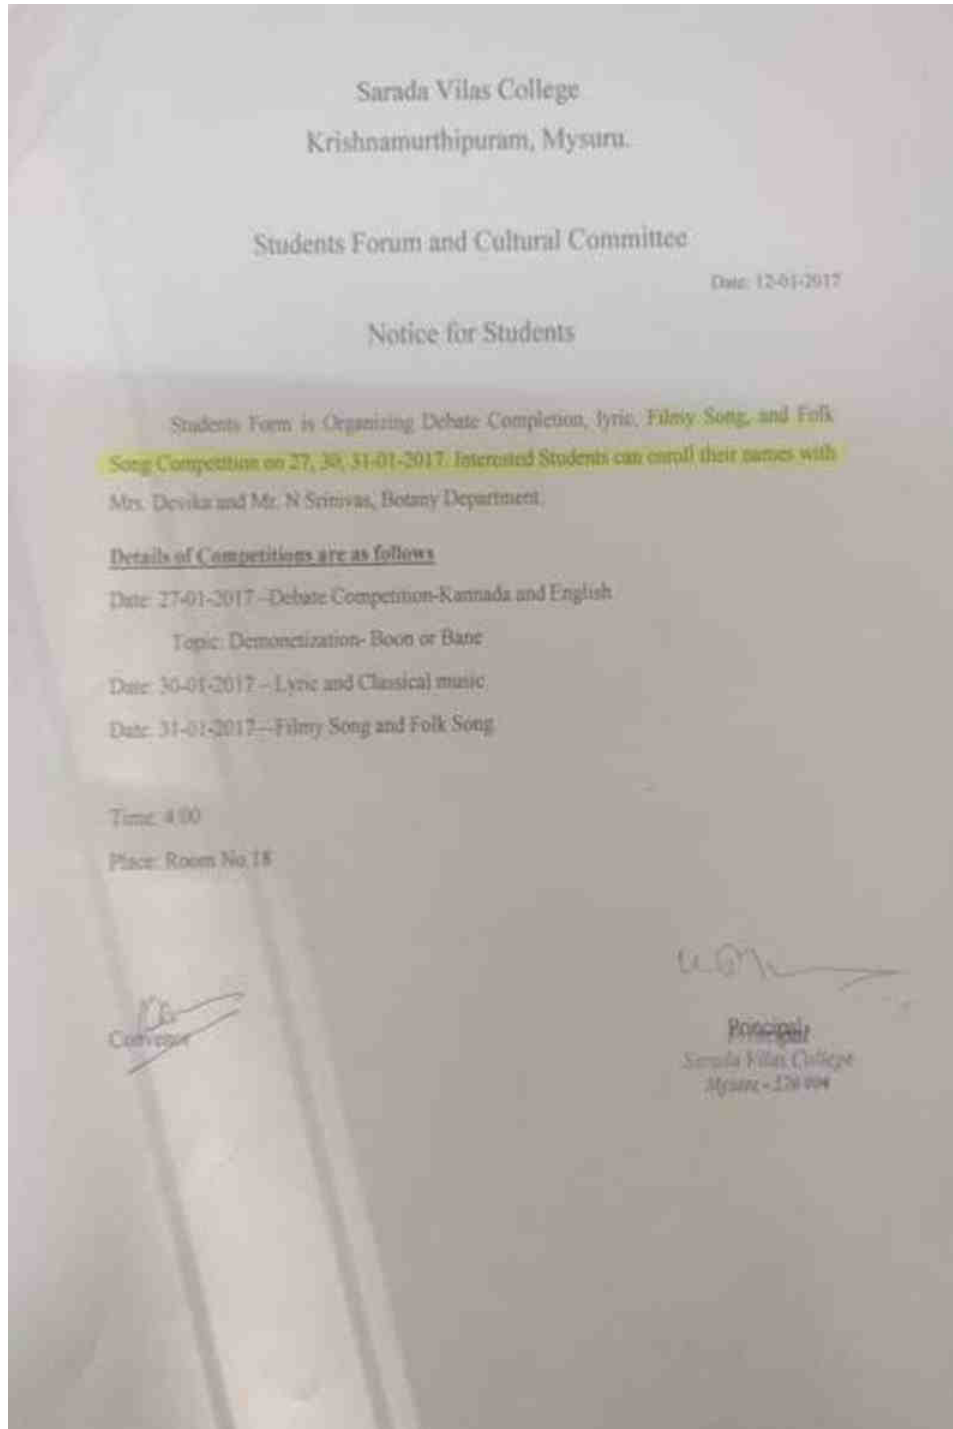 Sarada Vilas College
Krishnamurthipuram, Mysuru.
Students Forum and Cultural Committee
Date: 12-01-2017
Notice for Students
Students Form is Organizing Debate Completion, lyric, Filmy Song, and Folk
Song Competition on 27, 30, 31-01-2017. Interested Students can enroll their names with
Mrs. Devika and Mr. N Srinivas, Botany Department.
Details of Competitions are as follows
Date: 27-01-2017 –Debate Competition-Kannada and English
Topic: Demonetization- Boon or Bane
Date: 30-01-2017 – Lyric and Classical music
Date: 31-01-2017—Filmy Song and Folk Song
Time: 4.00
Place: Room No.18
Convenor
Principal
Sarada Vilas College
Mysore - 570 004